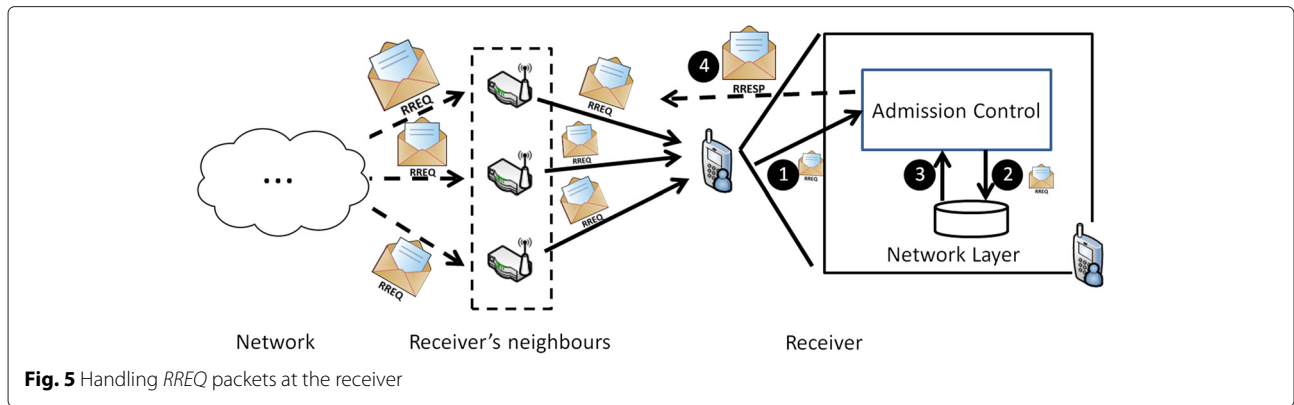 RREQ
RREQ
RREQ
...
RREQ
RREQ
RREQ
4
RRESP
1
RREQ
Admission Control
3
2
RREQ
Network Layer
Network
Receiver's neighbours
Receiver
Fig. 5 Handling RREQ packets at the receiver